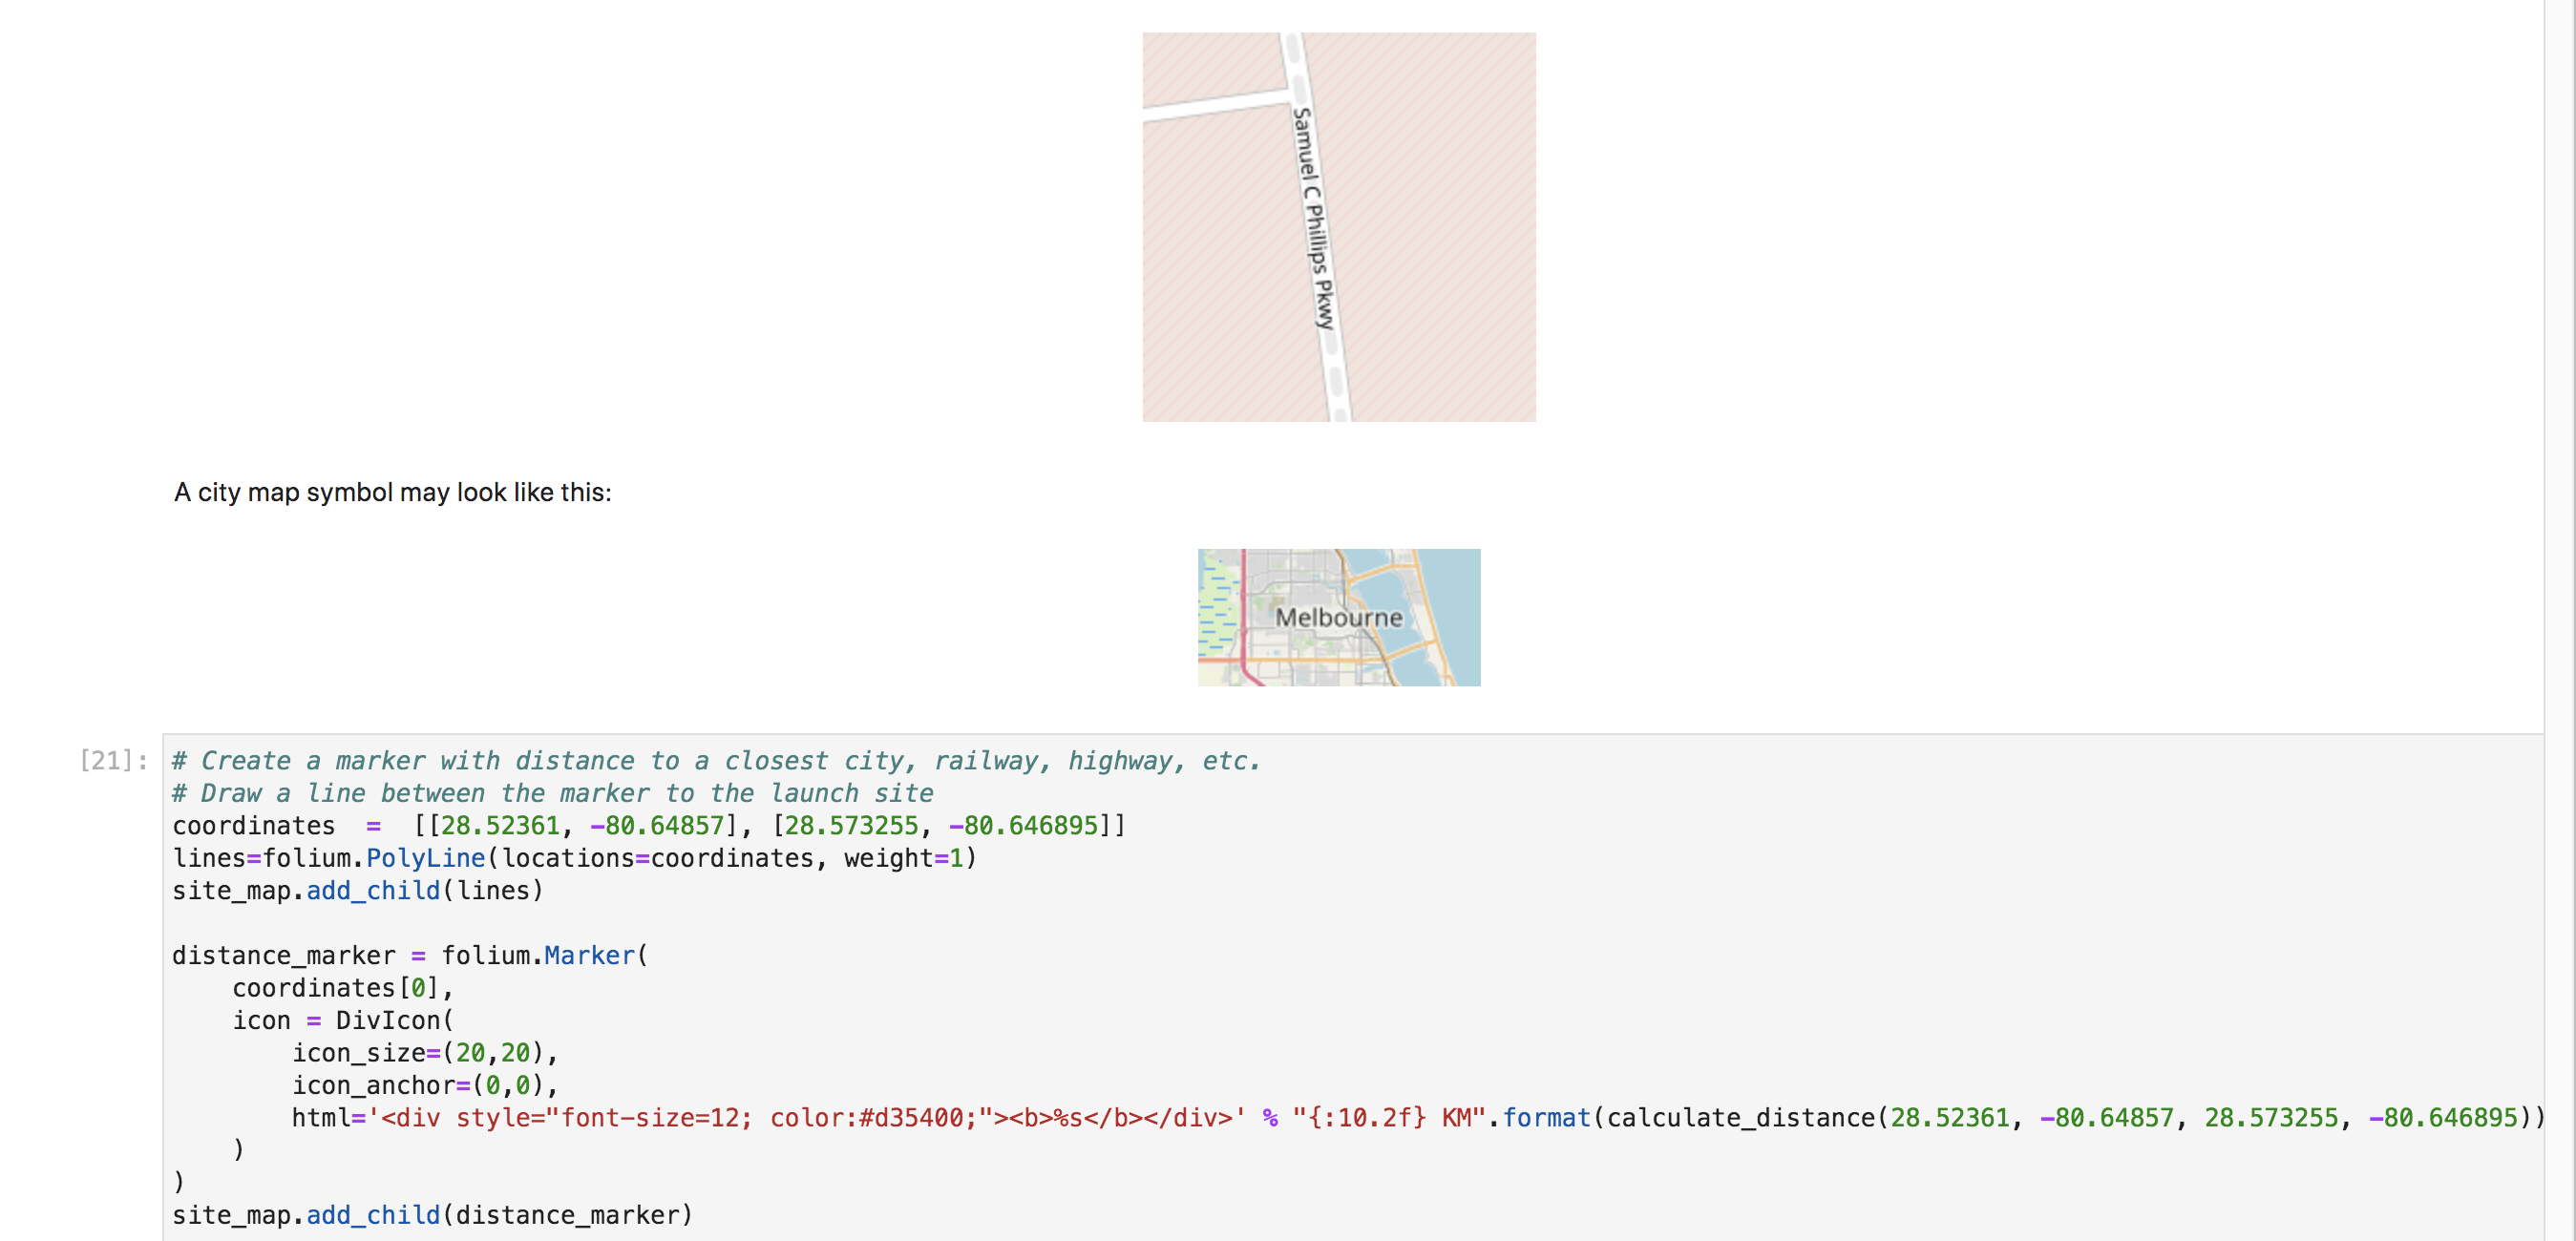 Samuel C Phillips Pkwy
A city map symbol may look like this:
Melbourne
[21]:
# Create a marker with distance to a closest city, railway, highway, etc.
# Draw a line between the marker to the launch site
coordinates  =  [[28.52361, -80.64857], [28.573255, -80.646895]]
lines=folium.PolyLine(locations=coordinates, weight=1)
site_map.add_child(lines)

distance_marker = folium.Marker(
    coordinates[0],
    icon = DivIcon(
        icon_size=(20,20),
        icon_anchor=(0,0),
        html='<div style="font-size=12; color:#d35400;"><b>%s</b></div>' % "{:10.2f} KM".format(calculate_distance(28.52361, -80.64857, 28.573255, -80.646895))
    )
)
site_map.add_child(distance_marker)